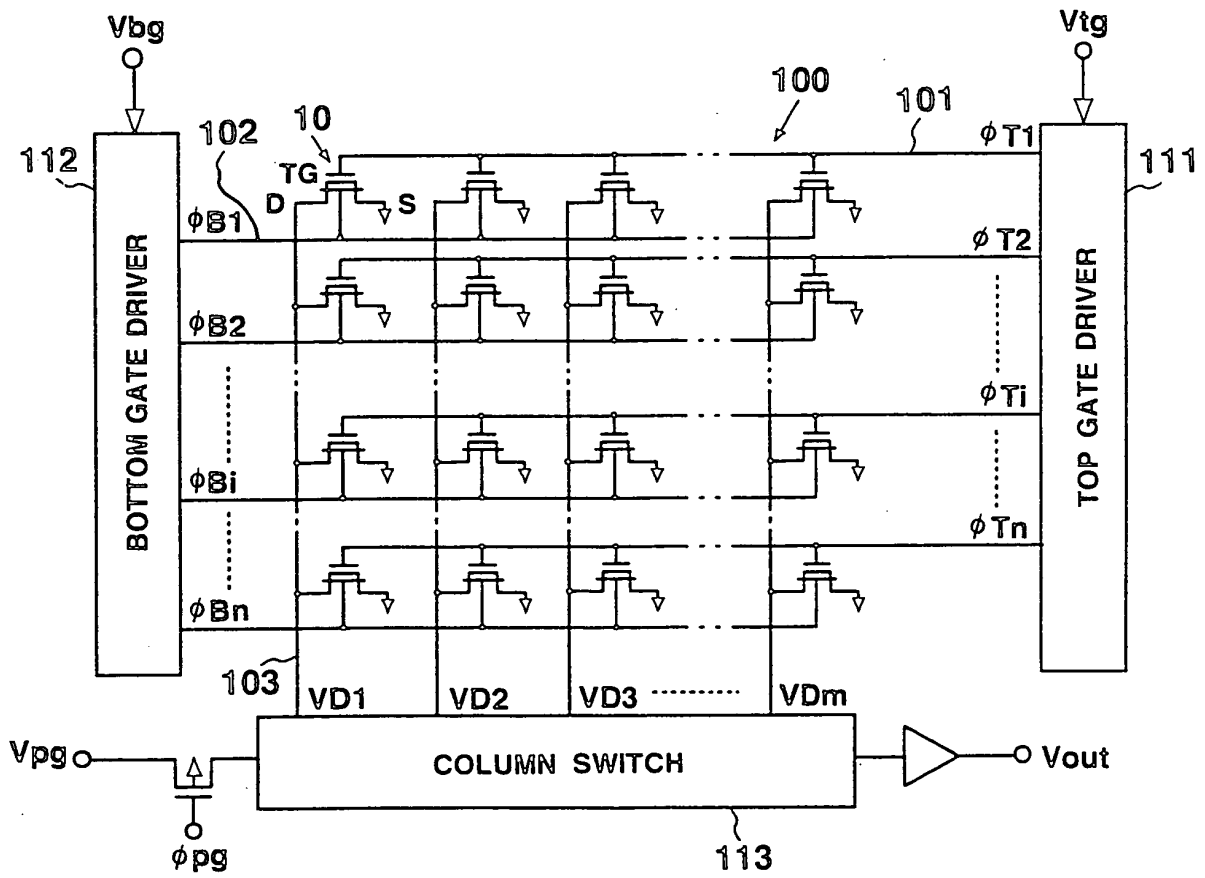 Vbg
Vtg
10
100
101
102
112
TG
D
S
ϕT1
111
ϕB1
ϕT2
ϕB2
BOTTOM GATE DRIVER
TOP GATE DRIVER
ϕTi
ϕBi
ϕTn
ϕBn
103
VD1
VD2
VD3
VDm
Vpg
COLUMN SWITCH
Vout
ϕpg
113